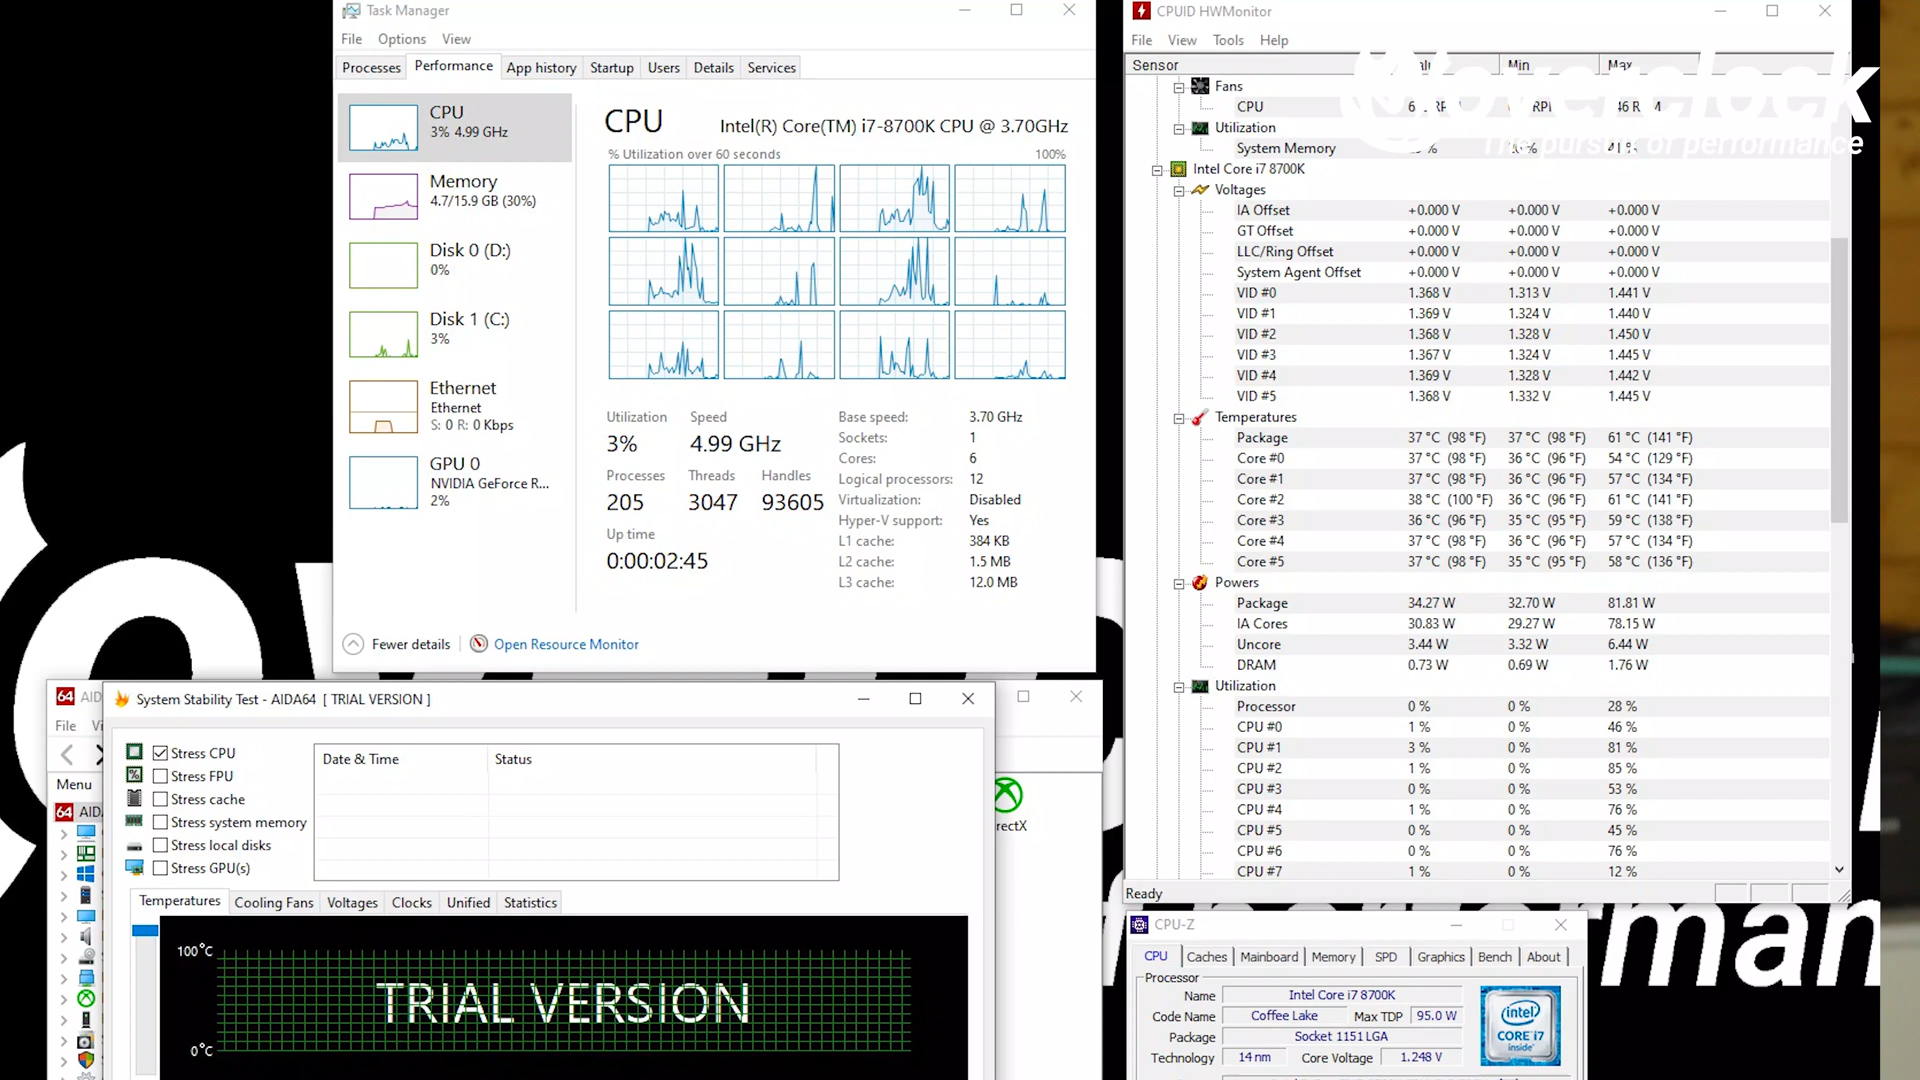 Task Manager
File Options View
Processes Performance App history Startup Users Details Services
CPU
3% 4.99 GHz
Memory
4.7/15.9 GB (30%)
Disk 0 (D:)
0%
Disk 1 (C:)
3%
Ethernet
Ethernet
S: 0 R: 0 Kbps
GPU 0
NVIDIA GeForce R...
2%
CPU Intel(R) Core(TM) i7-8700K CPU @ 3.70GHz
% Utilization over 60 seconds 100%
Utilization Speed
3% 4.99 GHz
Processes Threads Handles
205 3047 93605
Up time
0:00:02:45
Base speed: 3.70 GHz
Sockets: 1
Cores: 6
Logical processors: 12
Virtualization: Disabled
Hyper-V support: Yes
L1 cache: 384 KB
L2 cache: 1.5 MB
L3 cache: 12.0 MB
Fewer details Open Resource Monitor
CPUID HWMonitor
File View Tools Help
Sensor Min Max
overclock
The pursuit of performance
Fans
CPU
Utilization
System Memory
Intel Core i7 8700K
Voltages
IA Offset +0.000 V +0.000 V +0.000 V
GT Offset +0.000 V +0.000 V +0.000 V
LLC/Ring Offset +0.000 V +0.000 V +0.000 V
System Agent Offset +0.000 V +0.000 V +0.000 V
VID #0 1.368 V 1.313 V 1.441 V
VID #1 1.369 V 1.324 V 1.440 V
VID #2 1.368 V 1.328 V 1.450 V
VID #3 1.367 V 1.324 V 1.445 V
VID #4 1.369 V 1.328 V 1.442 V
VID #5 1.368 V 1.332 V 1.445 V
Temperatures
Package 37 °C (98 °F) 37 °C (98 °F) 61 °C (141 °F)
Core #0 37 °C (98 °F) 36 °C (96 °F) 54 °C (129 °F)
Core #1 37 °C (98 °F) 36 °C (96 °F) 57 °C (134 °F)
Core #2 38 °C (100 °F) 36 °C (96 °F) 61 °C (141 °F)
Core #3 36 °C (96 °F) 35 °C (95 °F) 59 °C (138 °F)
Core #4 37 °C (98 °F) 36 °C (96 °F) 57 °C (134 °F)
Core #5 37 °C (98 °F) 35 °C (95 °F) 58 °C (136 °F)
Powers
Package 34.27 W 32.70 W 81.81 W
IA Cores 30.83 W 29.27 W 78.15 W
Uncore 3.44 W 3.32 W 6.44 W
DRAM 0.73 W 0.69 W 1.76 W
Utilization
Processor 0 % 0 % 28 %
CPU #0 1 % 0 % 46 %
CPU #1 3 % 0 % 81 %
CPU #2 1 % 0 % 85 %
CPU #3 0 % 0 % 53 %
CPU #4 1 % 0 % 76 %
CPU #5 0 % 0 % 45 %
CPU #6 0 % 0 % 76 %
CPU #7 1 % 0 % 12 %
Ready
64 AID
File Vi
Menu
64 AIDA
System Stability Test - AIDA64 [ TRIAL VERSION ]
Stress CPU
Stress FPU
Stress cache
Stress system memory
Stress local disks
Stress GPU(s)
Date & Time Status
rectX
Temperatures Cooling Fans Voltages Clocks Unified Statistics
100°C
TRIAL VERSION
0°C
CPU-Z
CPU Caches Mainboard Memory SPD Graphics Bench About
Processor
Name Intel Core i7 8700K
Code Name Coffee Lake Max TDP 95.0 W
Package Socket 1151 LGA
Technology 14 nm Core Voltage 1.248 V
intel
CORE i7
inside